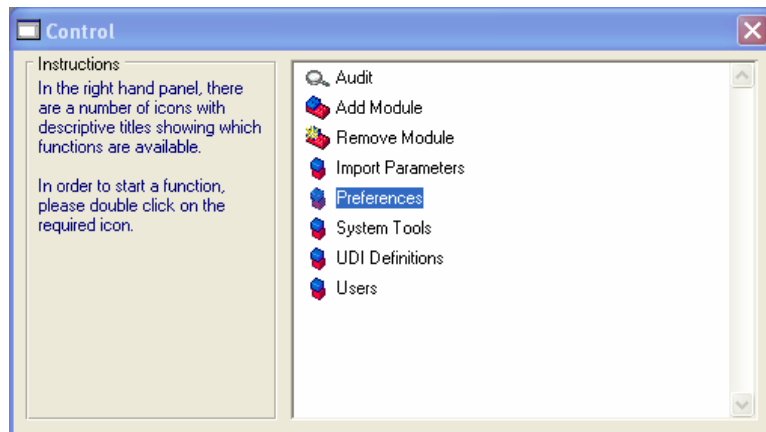 Control
Instructions
In the right hand panel, there
are a number of icons with
descriptive titles showing which
functions are available.
In order to start a function,
please double click on the
required icon.
Audit
Add Module
Remove Module
Import Parameters
Preferences
System Tools
UDI Definitions
Users